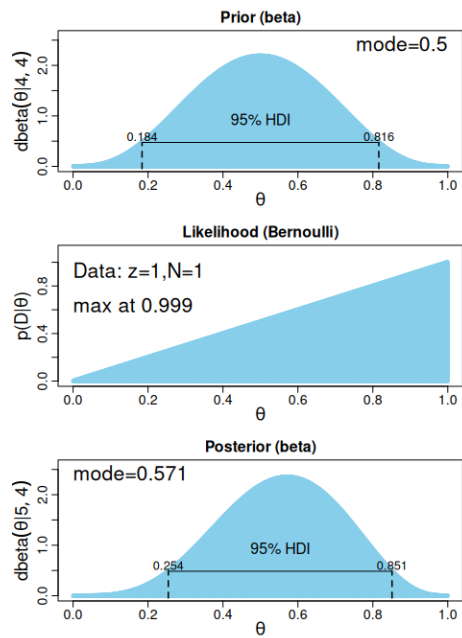 Prior (beta)
mode=0.5
dbeta(θ|4, 4)
2.0
1.0
0.0
95% HDI
0.184
0.816
0.0 0.2 0.4 0.6 0.8 1.0
θ
Likelihood (Bernoulli)
Data: z=1,N=1
max at 0.999
p(D|θ)
0.8
0.4
0.0
0.0 0.2 0.4 0.6 0.8 1.0
θ
Posterior (beta)
mode=0.571
dbeta(θ|5, 4)
2.0
1.0
0.0
95% HDI
0.254
0.851
0.0 0.2 0.4 0.6 0.8 1.0
θ